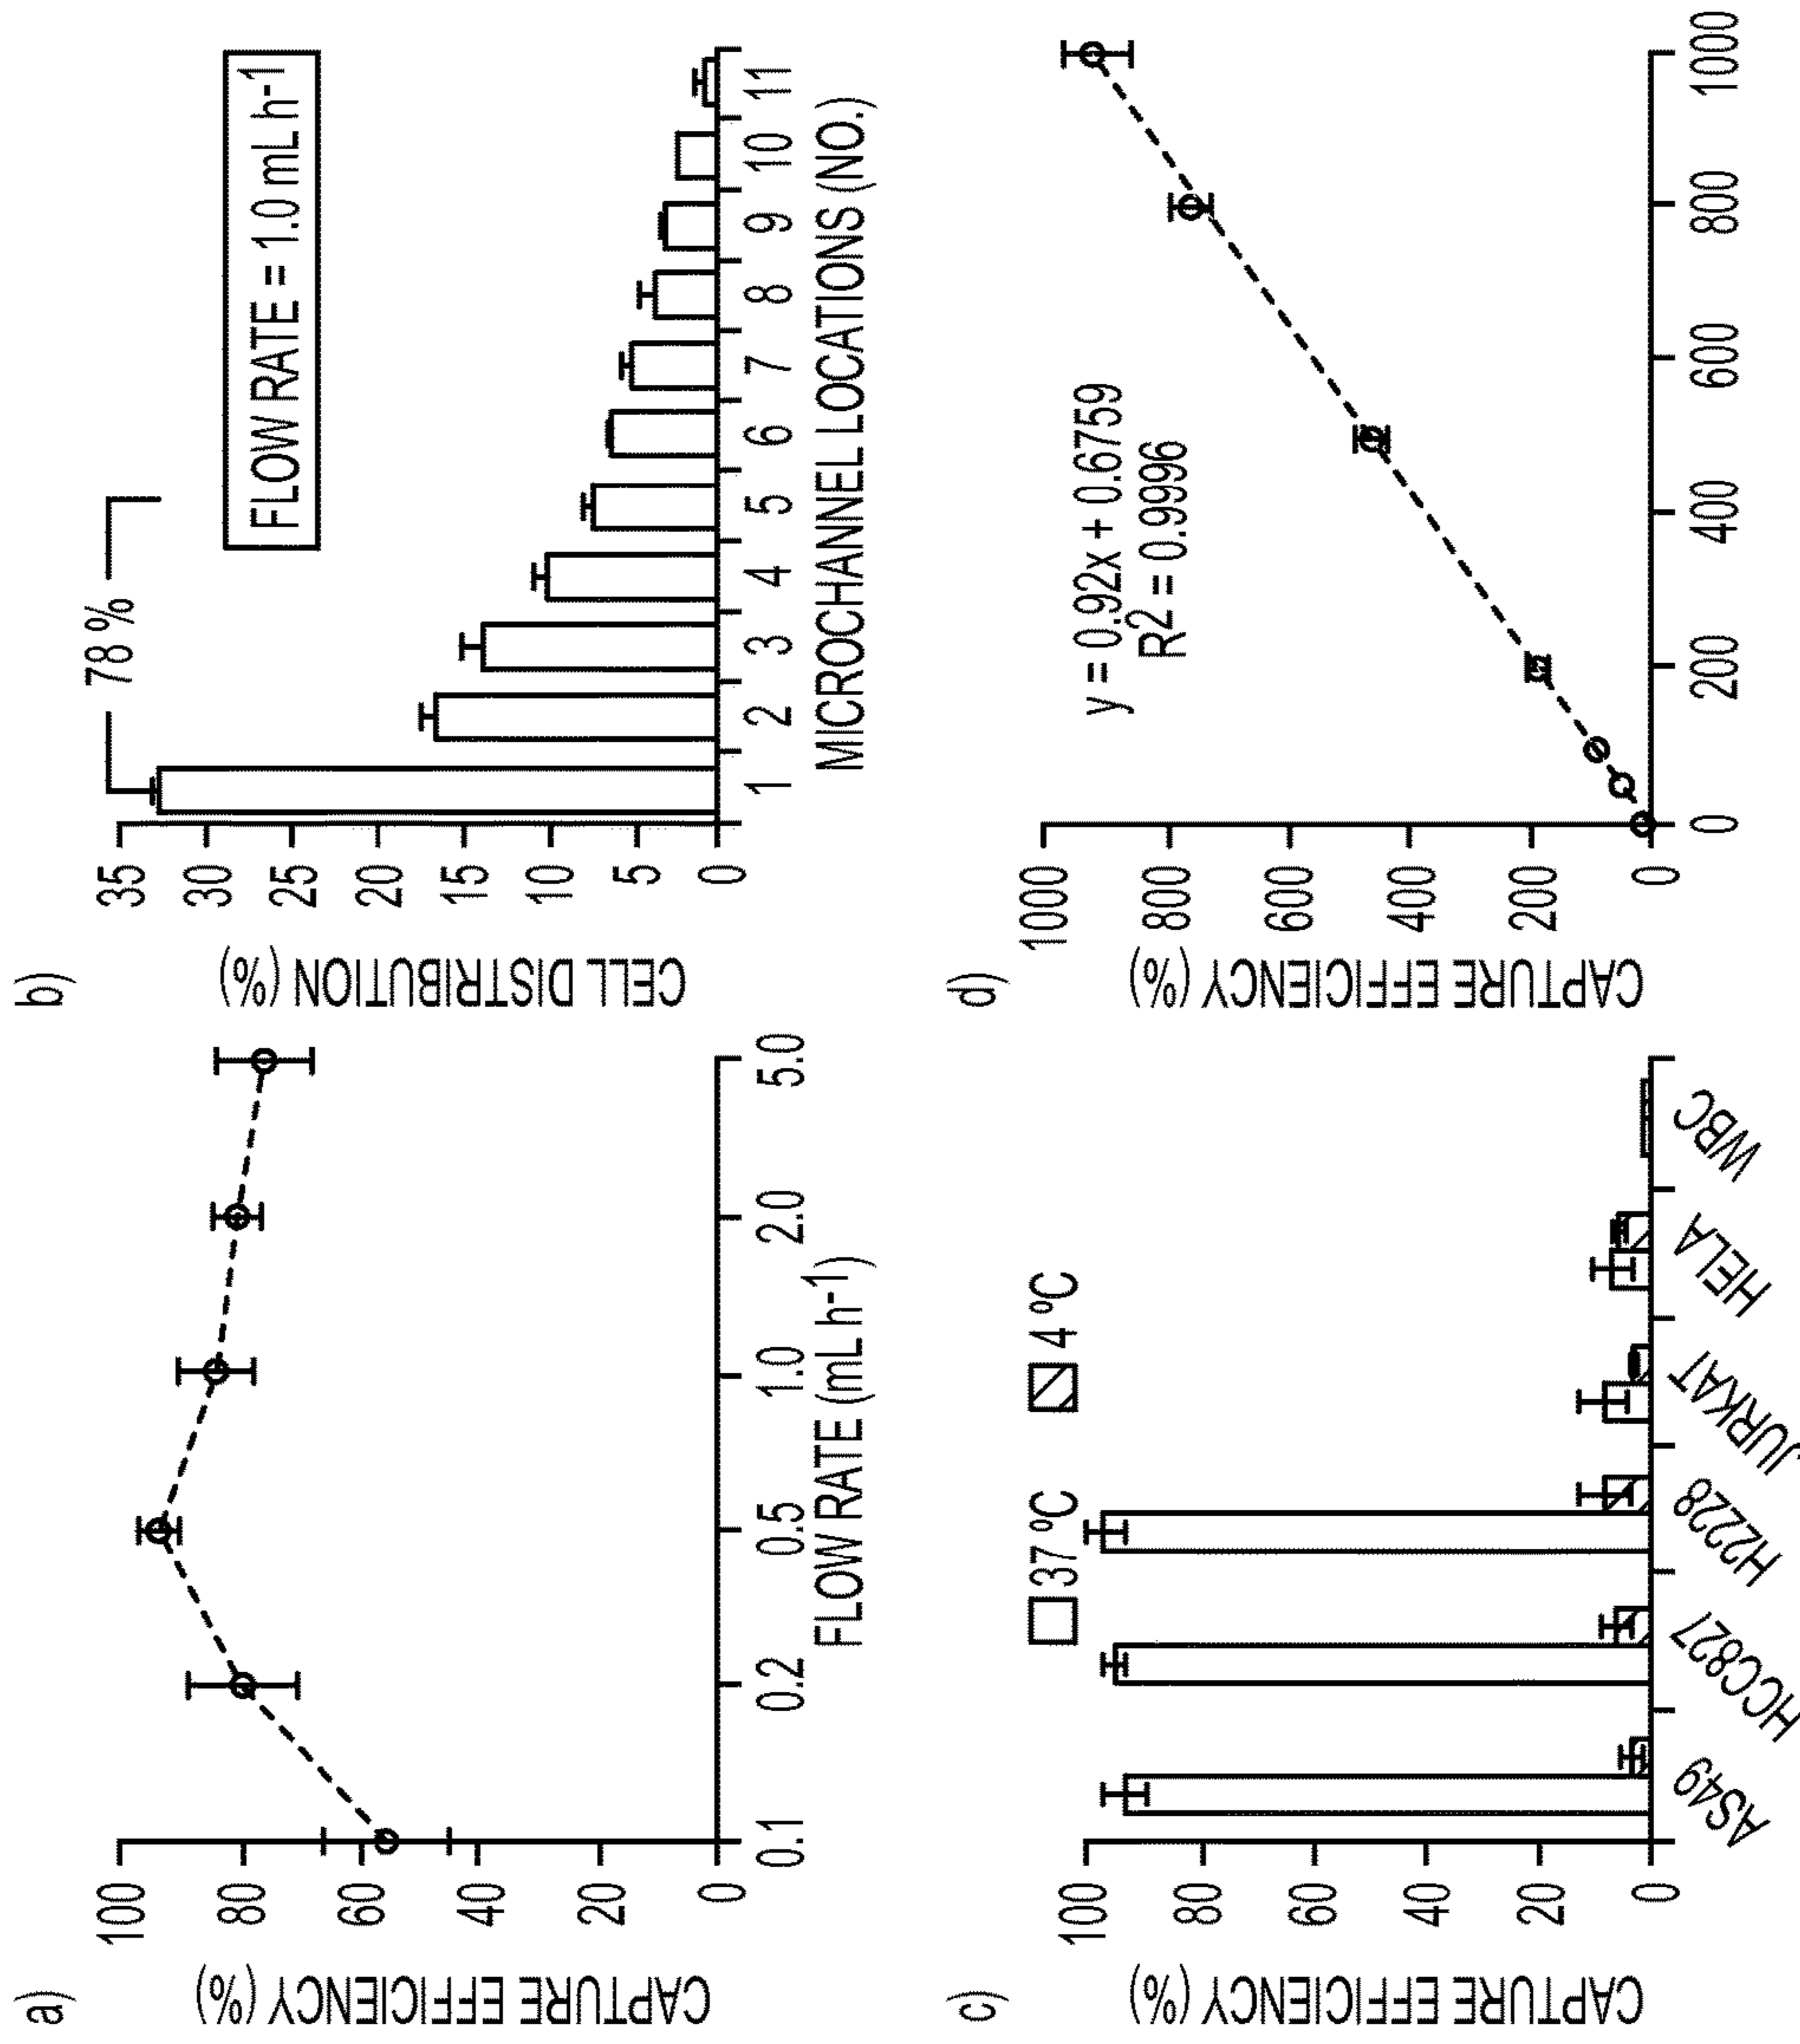 a)
CAPTURE EFFICIENCY (%)
100
80
60
40
20
0
0.1
0.2
0.5
1.0
2.0
5.0
FLOW RATE (mL h-1)
b)
CELL DISTRIBUTION (%)
35
30
25
20
15
10
5
0
78 %
FLOW RATE = 1.0 mL h-1
1
2
3
4
5
6
7
8
9
10
11
MICROCHANNEL LOCATIONS (NO.)
c)
CAPTURE EFFICIENCY (%)
100
80
60
40
20
0
37 ºC
4 ºC
AS49
HCC827
H2228
JURKAT
HELA
WBC
d)
CAPTURE EFFICIENCY (%)
1000
800
600
400
200
0
y = 0.92x + 0.6759
R2 = 0.9996
0
200
400
600
800
1000